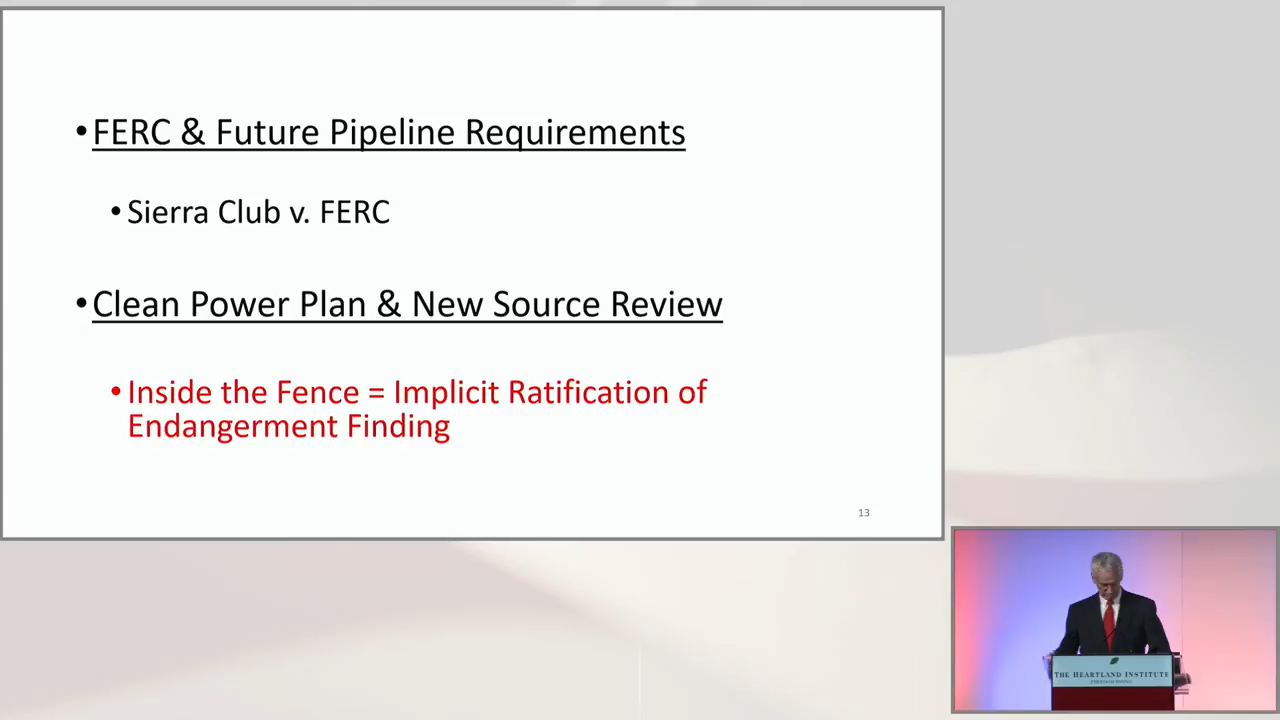 •FERC & Future Pipeline Requirements
•Sierra Club v. FERC
•Clean Power Plan & New Source Review
•Inside the Fence = Implicit Ratification of
Endangerment Finding
13
THE HEARTLAND INSTITUTE